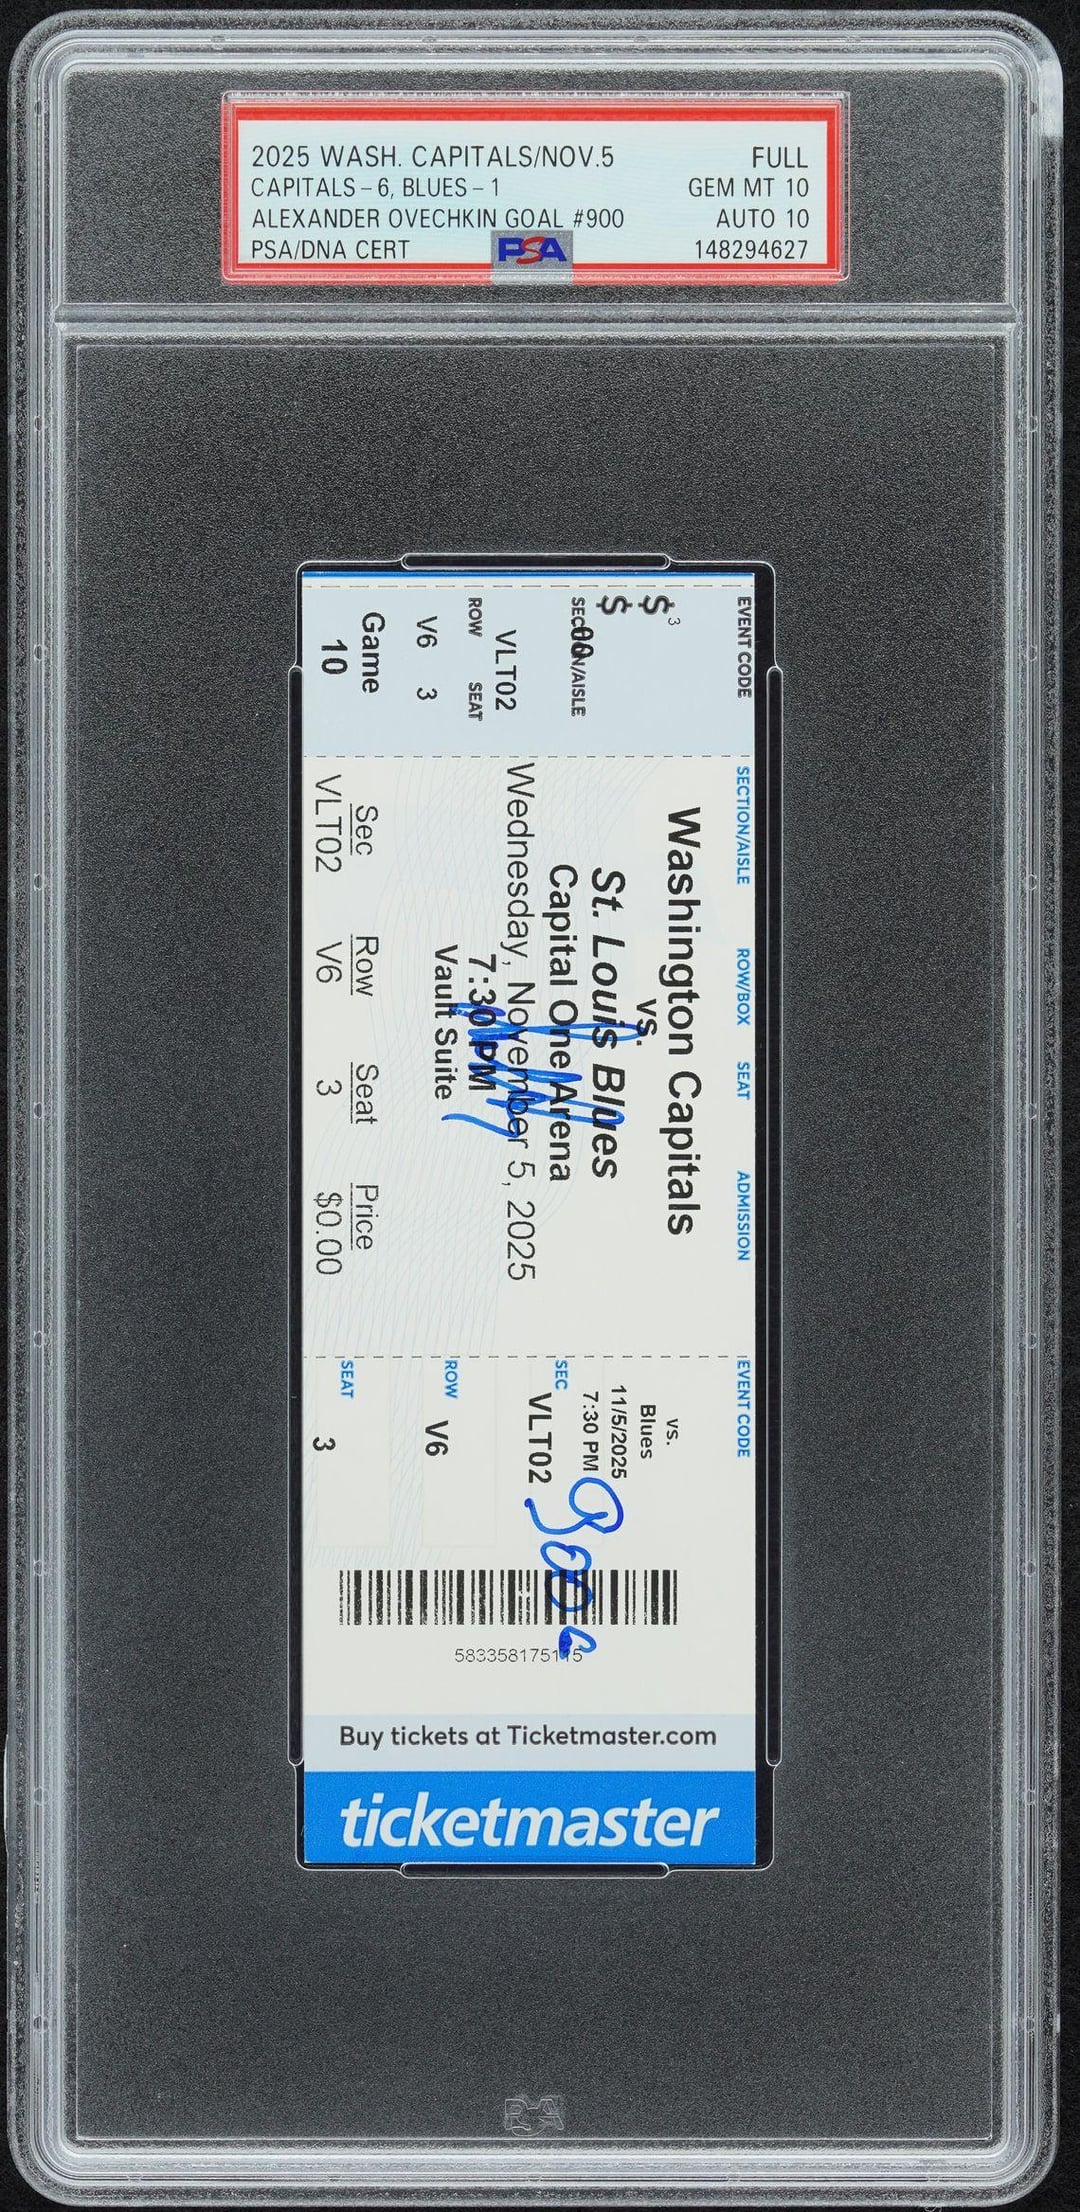 2025 WASH. CAPITALS/NOV.5 FULL
CAPITALS - 6, BLUES - 1 GEM MT 10
ALEXANDER OVECHKIN GOAL #900 AUTO 10
PSA/DNA CERT PSA 148294627
EVENT CODE
$ 3
$
SECTION/AISLE
00
VLT02
ROW SEAT
V6 3
Game
10
SECTION/AISLE ROW/BOX SEAT ADMISSION
Washington Capitals
vs.
St. Louis Blues
Capital One Arena
Wednesday, November 5, 2025
7:30 PM
Vault Suite
Sec Row Seat Price
VLT02 V6 3 $0.00
EVENT CODE
vs.
Blues
11/5/2025
7:30 PM
SEC
VLT02
ROW
V6
SEAT
3
900
583358175115
Buy tickets at Ticketmaster.com
ticketmaster